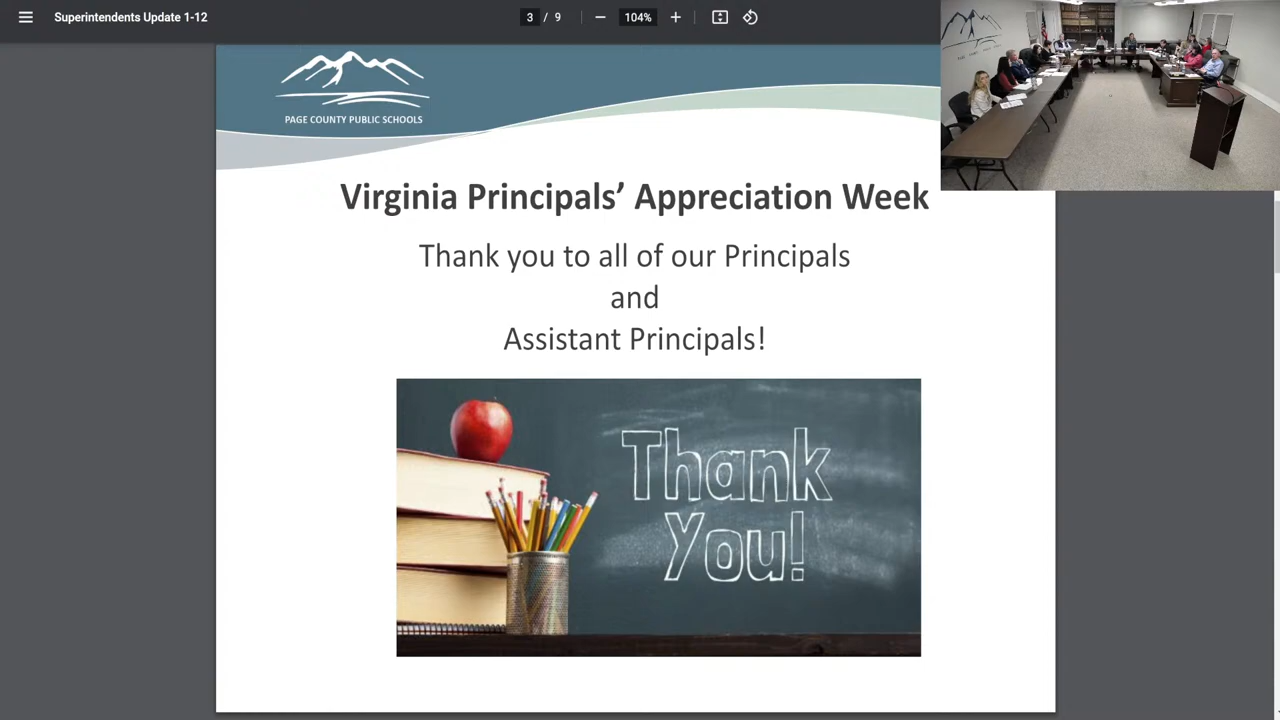 Superintendents Update 1-12
3 / 9
104%
PAGE COUNTY PUBLIC SCHOOLS
Virginia Principals’ Appreciation Week
Thank you to all of our Principals
and
Assistant Principals!
Thank
You!